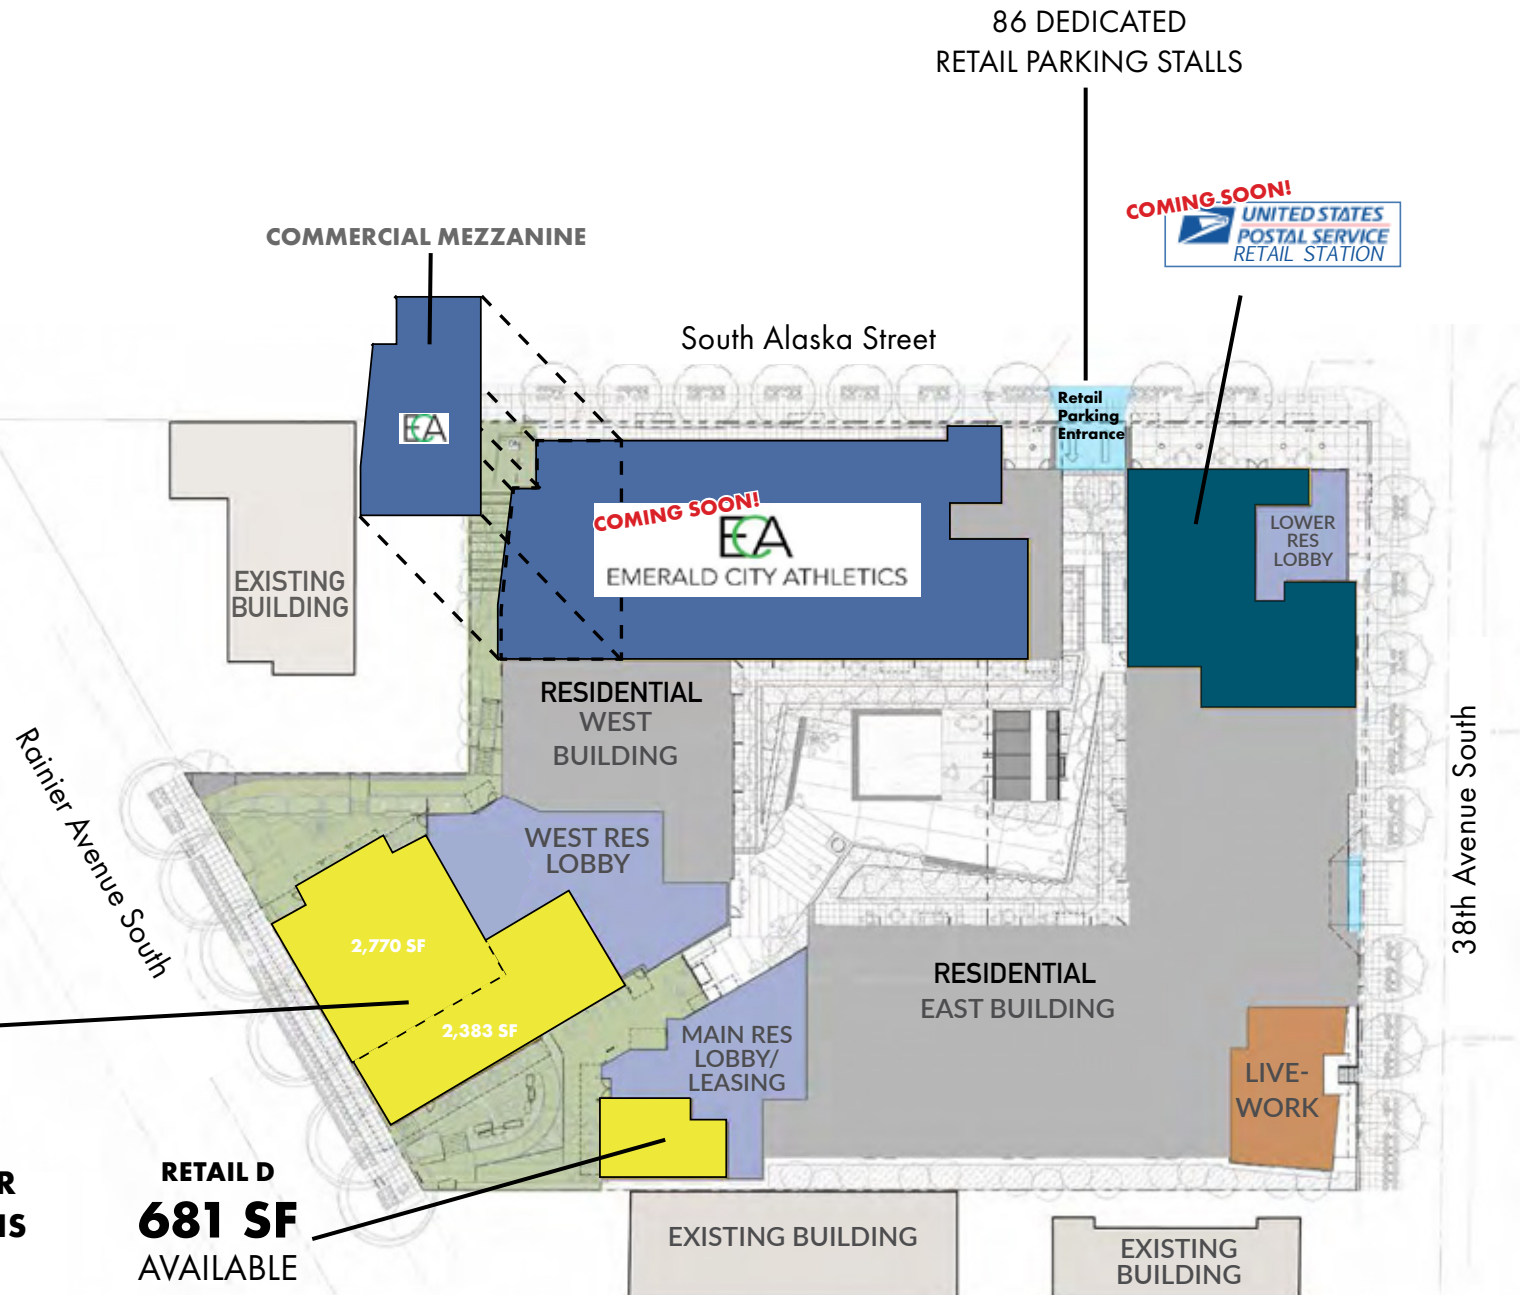 86 DEDICATED
RETAIL PARKING STALLS
COMING SOON!
UNITED STATES
POSTAL SERVICE
RETAIL STATION
COMMERCIAL MEZZANINE
South Alaska Street
Retail
Parking
Entrance
ECA
COMING SOON!
ECA
EMERALD CITY ATHLETICS
LOWER
RES
LOBBY
EXISTING
BUILDING
RESIDENTIAL
WEST
BUILDING
Rainier Avenue South
38th Avenue South
WEST RES
LOBBY
2,770 SF
RESIDENTIAL
EAST BUILDING
2,383 SF
MAIN RES
LOBBY/
LEASING
LIVE-
WORK
R
IS
RETAIL D
681 SF
AVAILABLE
EXISTING BUILDING
EXISTING
BUILDING